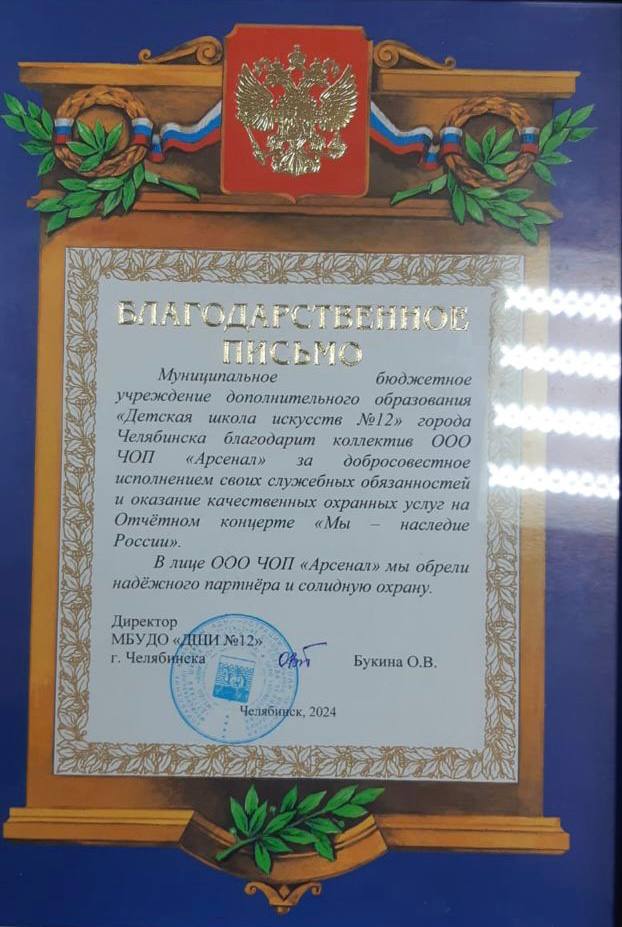 БЛАГОДАРСТВЕННОЕ
ПИСЬМО
Муниципальное бюджетное
учреждение дополнительного образования
«Детская школа искусств №12» города
Челябинска благодарит коллектив ООО
ЧОП «Арсенал» за добросовестное
исполнением своих служебных обязанностей
и оказание качественных охранных услуг на
Отчётном концерте «Мы – наследие
России».
В лице ООО ЧОП «Арсенал» мы обрели
надёжного партнёра и солидную охрану.
Директор
МБУДО «ДШИ №12»
г. Челябинска Букина О.В.
Челябинск, 2024